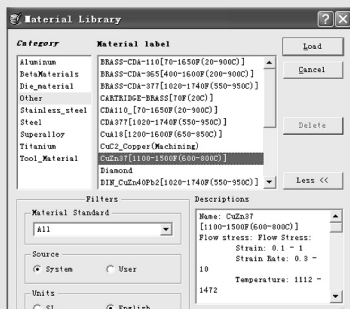 Material Library
Category
Material label
Load
Aluminum
BetaMaterials
Die_material
Other
Stainless_steel
Steel
Superalloy
Titanium
Tool_Material
BRASS-CDA-110[70-1650F(20-900C)]
BRASS-CDA-365[400-1600F(200-900C)]
BRASS-CDA-377[1020-1740F(550-950C)]
CARTRIDGE-BRASS[70F(20C)]
CDA110_[70-1650F(20-900C)]
CDA377[1020-1740F(550-950C)]
CuAl8[1200-1600F(650-850C)]
CuC2_Copper(Machining)
CuZn37[1100-1500F(600-800C)]
Diamond
DIN_CuZn40Pb2[1020-1740F(550-950C)]
Cancel
Delete
Less <<
Filters
Material Standard
All
Source
System
User
Units
SI
English
Descriptions
Name: CuZn37
[1100-1500F(600-800C)]
Flow stress: Flow Stress:
Strain: 0.1 - 1
Strain Rate: 0.3 -
10
Temperature: 1112 -
1472